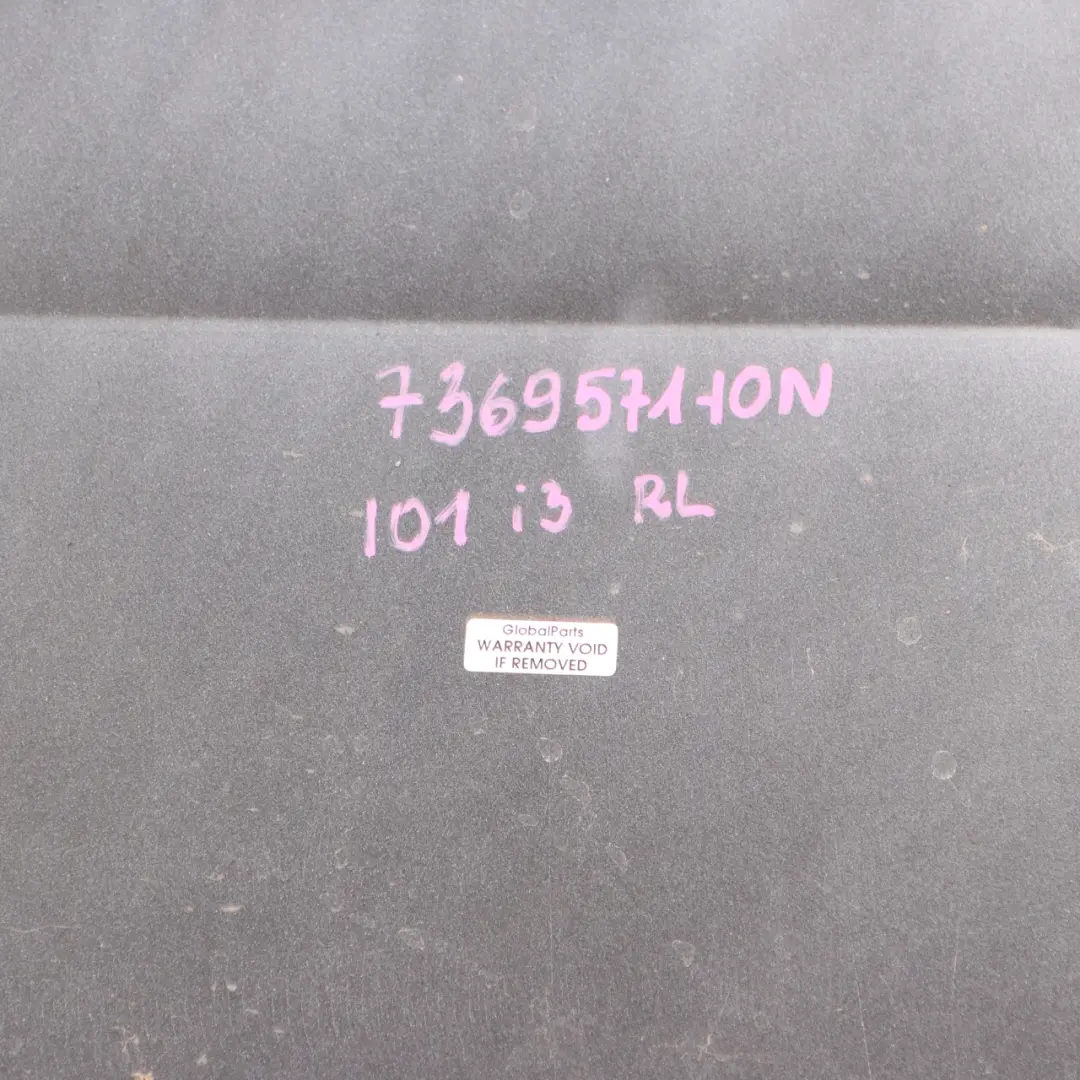 7369571-10N
101 i3 RL
GlobalParts
WARRANTY VOID
IF REMOVED